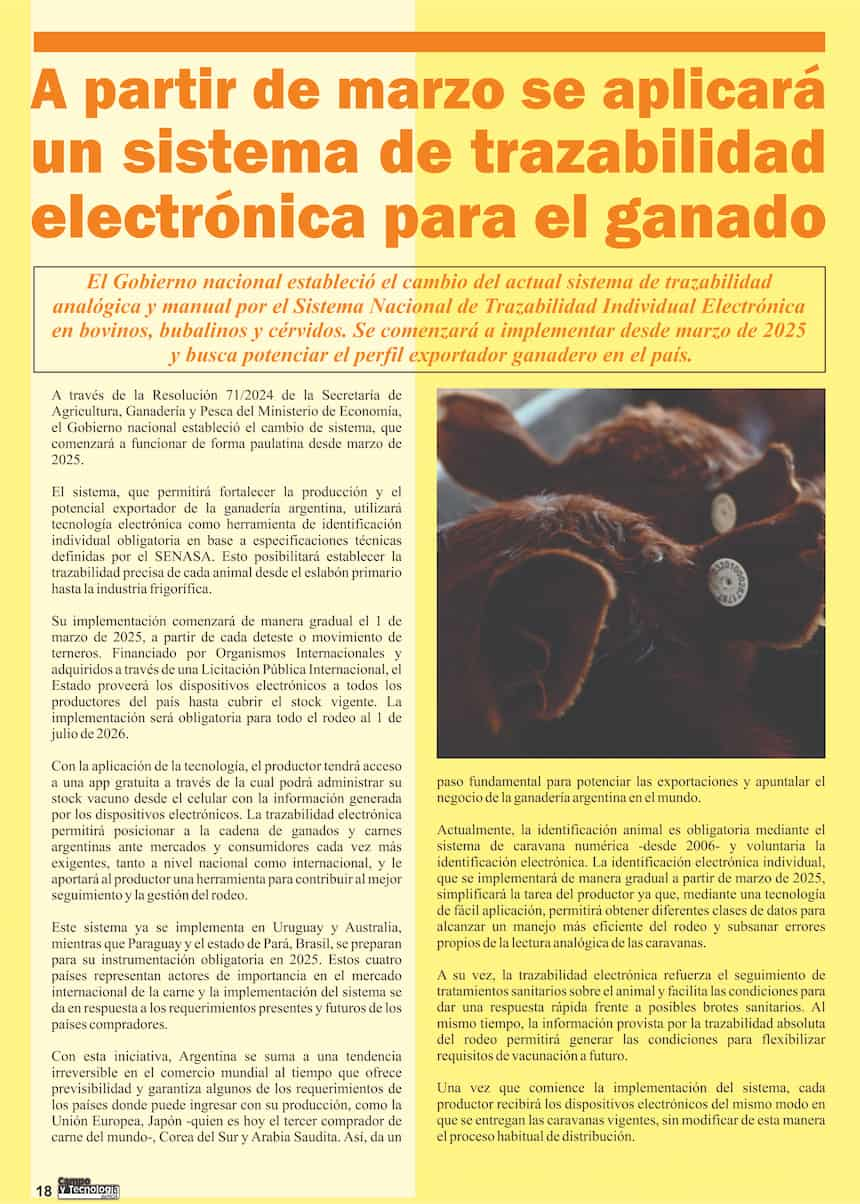 A partir de marzo se aplicará
un sistema de trazabilidad
electrónica para el ganado
El Gobierno nacional estableció el cambio del actual sistema de trazabilidad
analógica y manual por el Sistema Nacional de Trazabilidad Individual Electrónica
en bovinos, bubalinos y cérvidos. Se comenzará a implementar desde marzo de 2025
y busca potenciar el perfil exportador ganadero en el país.
A través de la Resolución 71/2024 de la Secretaría de
Agricultura, Ganadería y Pesca del Ministerio de Economía,
el Gobierno nacional estableció el cambio de sistema, que
comenzará a funcionar de forma paulatina desde marzo de
2025.
El sistema, que permitirá fortalecer la producción y el
potencial exportador de la ganadería argentina, utilizará
tecnología electrónica como herramienta de identificación
individual obligatoria en base a especificaciones técnicas
definidas por el SENASA. Esto posibilitará establecer la
trazabilidad precisa de cada animal desde el eslabón primario
hasta la industria frigorífica.
Su implementación comenzará de manera gradual el 1 de
marzo de 2025, a partir de cada deteste o movimiento de
terneros. Financiado por Organismos Internacionales y
adquiridos a través de una Licitación Pública Internacional, el
Estado proveerá los dispositivos electrónicos a todos los
productores del país hasta cubrir el stock vigente. La
implementación será obligatoria para todo el rodeo al 1 de
julio de 2026.
Con la aplicación de la tecnología, el productor tendrá acceso
a una app gratuita a través de la cual podrá administrar su
stock vacuno desde el celular con la información generada
por los dispositivos electrónicos. La trazabilidad electrónica
permitirá posicionar a la cadena de ganados y carnes
argentinas ante mercados y consumidores cada vez más
exigentes, tanto a nivel nacional como internacional, y le
aportará al productor una herramienta para contribuir al mejor
seguimiento y la gestión del rodeo.
Este sistema ya se implementa en Uruguay y Australia,
mientras que Paraguay y el estado de Pará, Brasil, se preparan
para su instrumentación obligatoria en 2025. Estos cuatro
países representan actores de importancia en el mercado
internacional de la carne y la implementación del sistema se
da en respuesta a los requerimientos presentes y futuros de los
países compradores.
Con esta iniciativa, Argentina se suma a una tendencia
irreversible en el comercio mundial al tiempo que ofrece
previsibilidad y garantiza algunos de los requerimientos de
los países donde puede ingresar con su producción, como la
Unión Europea, Japón -quien es hoy el tercer comprador de
carne del mundo-, Corea del Sur y Arabia Saudita. Así, da un
paso fundamental para potenciar las exportaciones y apuntalar el
negocio de la ganadería argentina en el mundo.
Actualmente, la identificación animal es obligatoria mediante el
sistema de caravana numérica -desde 2006- y voluntaria la
identificación electrónica. La identificación electrónica individual,
que se implementará de manera gradual a partir de marzo de 2025,
simplificará la tarea del productor ya que, mediante una tecnología
de fácil aplicación, permitirá obtener diferentes clases de datos para
alcanzar un manejo más eficiente del rodeo y subsanar errores
propios de la lectura analógica de las caravanas.
A su vez, la trazabilidad electrónica refuerza el seguimiento de
tratamientos sanitarios sobre el animal y facilita las condiciones para
dar una respuesta rápida frente a posibles brotes sanitarios. Al
mismo tiempo, la información provista por la trazabilidad absoluta
del rodeo permitirá generar las condiciones para flexibilizar
requisitos de vacunación a futuro.
Una vez que comience la implementación del sistema, cada
productor recibirá los dispositivos electrónicos del mismo modo en
que se entregan las caravanas vigentes, sin modificar de esta manera
el proceso habitual de distribución.
18 Campo
y Tecnología